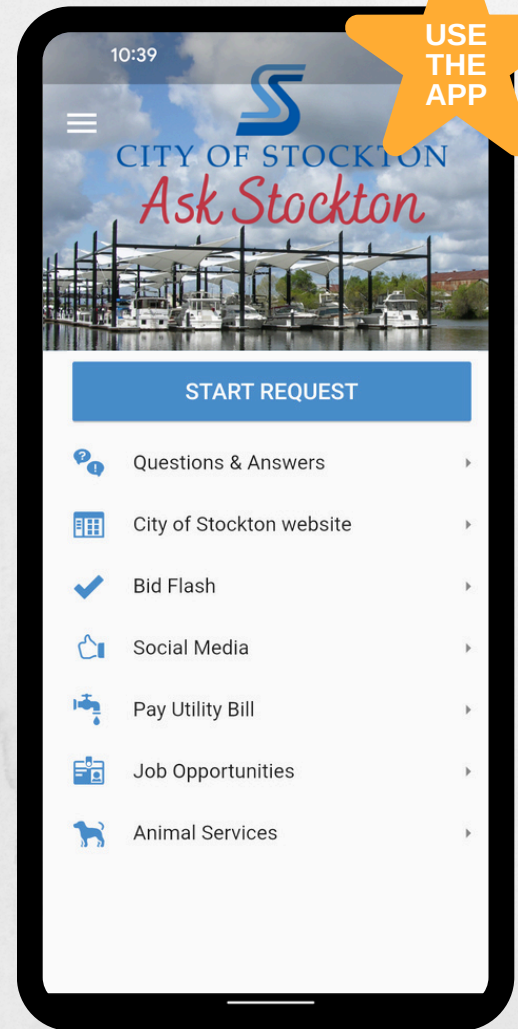 USE
THE
APP
10:39
CITY OF STOCKTON
Ask Stockton
START REQUEST
Questions & Answers
City of Stockton website
Bid Flash
Social Media
Pay Utility Bill
Job Opportunities
Animal Services